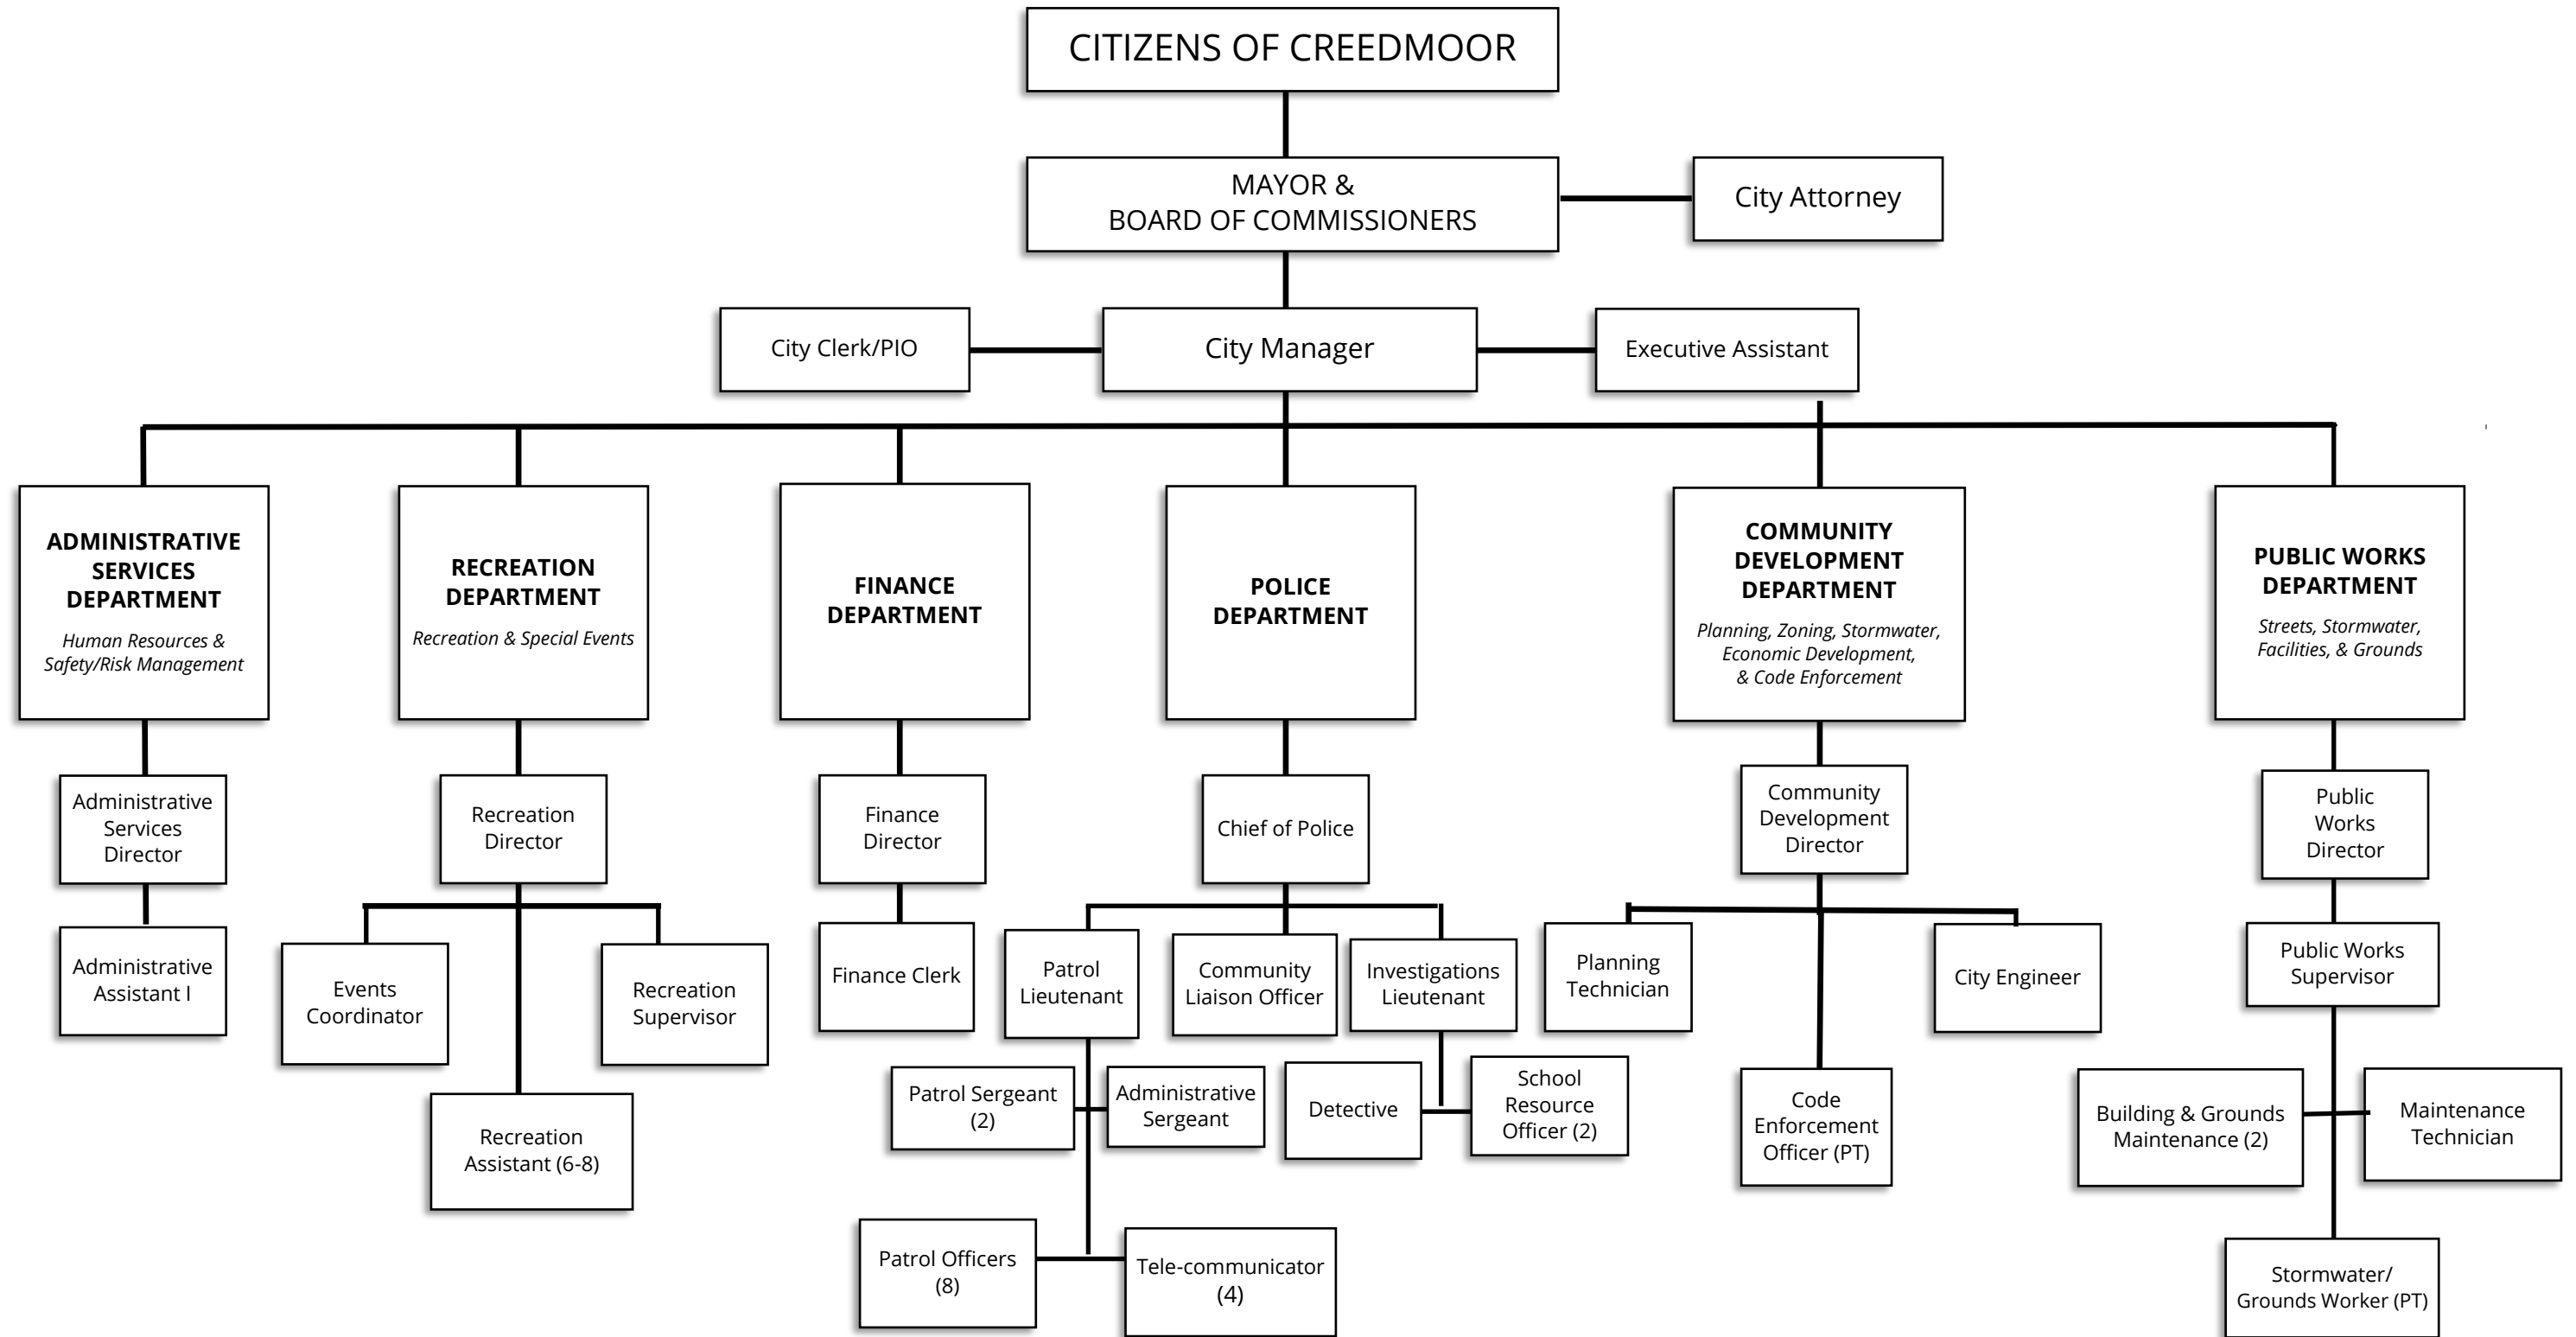 CITIZENS OF CREEDMOOR
MAYOR &
BOARD OF COMMISSIONERS
City Attorney
City Clerk/PIO
City Manager
Executive Assistant
ADMINISTRATIVE
SERVICES
DEPARTMENT
Human Resources &
Safety/Risk Management
RECREATION
DEPARTMENT
Recreation & Special Events
FINANCE
DEPARTMENT
POLICE
DEPARTMENT
COMMUNITY
DEVELOPMENT
DEPARTMENT
Planning, Zoning, Stormwater,
Economic Development,
& Code Enforcement
PUBLIC WORKS
DEPARTMENT
Streets, Stormwater,
Facilities, & Grounds
Administrative
Services
Director
Recreation
Director
Finance
Director
Chief of Police
Community
Development
Director
Public
Works
Director
Administrative
Assistant I
Events
Coordinator
Recreation
Supervisor
Finance Clerk
Patrol
Lieutenant
Community
Liaison Officer
Investigations
Lieutenant
Planning
Technician
City Engineer
Public Works
Supervisor
Recreation
Assistant (6-8)
Patrol Sergeant
(2)
Administrative
Sergeant
Detective
School
Resource
Officer (2)
Code
Enforcement
Officer (PT)
Building & Grounds
Maintenance (2)
Maintenance
Technician
Patrol Officers
(8)
Tele-communicator
(4)
Stormwater/
Grounds Worker (PT)